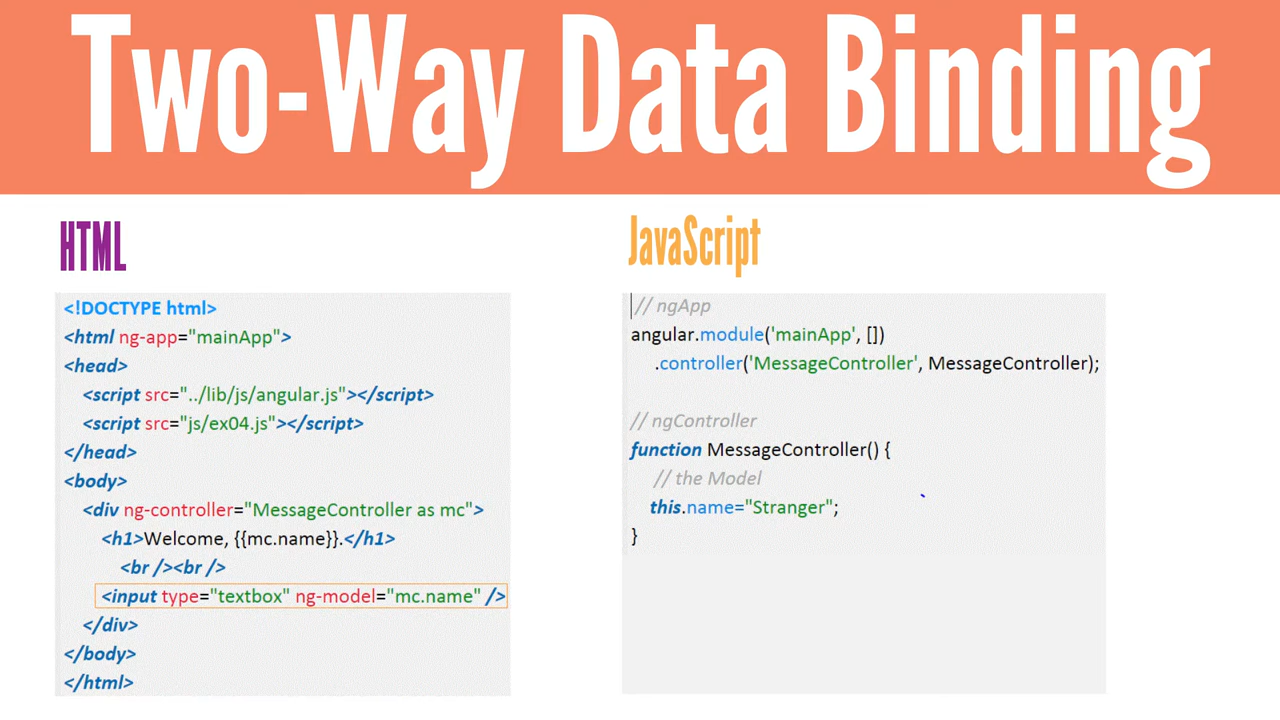 Two-Way Data Binding
HTML
<!DOCTYPE html>
<html ng-app="mainApp">
<head>
<script src="../lib/js/angular.js"></script>
<script src="js/ex04.js"></script>
</head>
<body>
<div ng-controller="MessageController as mc">
<h1>Welcome, {{mc.name}}.</h1>
<br /><br />
<input type="textbox" ng-model="mc.name" />
</div>
</body>
</html>
JavaScript
// ngApp
angular.module('mainApp', [])
.controller('MessageController', MessageController);
// ngController
function MessageController() {
// the Model
this.name="Stranger";
}